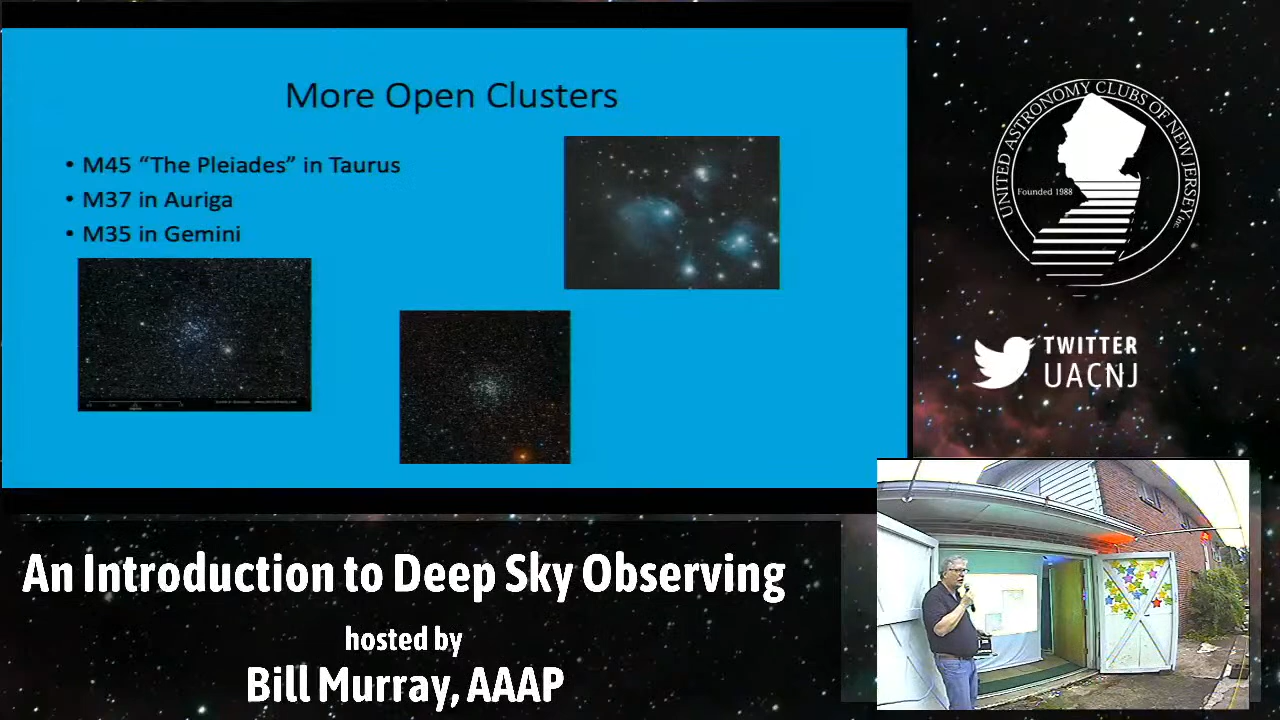 More Open Clusters
• M45 “The Pleiades” in Taurus
• M37 in Auriga
• M35 in Gemini
UNITED ASTRONOMY CLUBS OF NEW JERSEY, Inc.
Founded 1988
TWITTER
UACNJ
An Introduction to Deep Sky Observing
hosted by
Bill Murray, AAAP